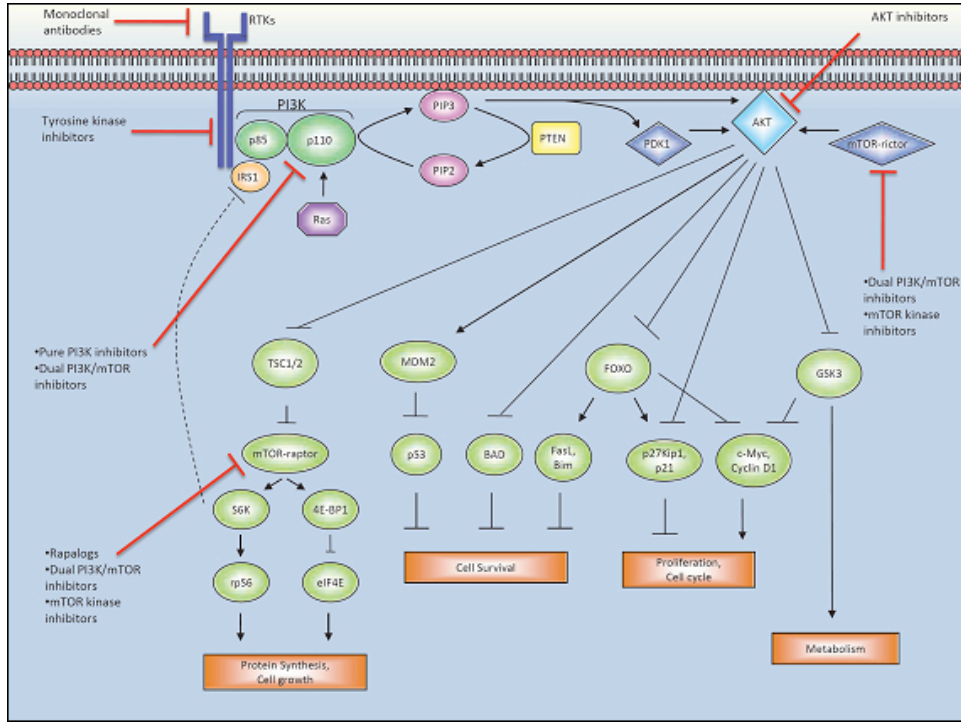 Monoclonal
antibodies
RTKs
AKT inhibitors
PI3K
Tyrosine kinase
inhibitors
p85
p110
PIP3
PTEN
AKT
PDK1
mTOR-rictor
IRS1
PIP2
Ras
•Dual PI3K/mTOR
inhibitors
•mTOR kinase
inhibitors
•Pure PI3K inhibitors
•Dual PI3K/mTOR
inhibitors
TSC1/2
MDM2
FOXO
GSK3
mTOR-raptor
p53
BAD
FasL,
Bim
p27Kip1,
p21
c-Myc,
Cyclin D1
S6K
4E-BP1
•Rapalogs
•Dual PI3K/mTOR
inhibitors
•mTOR kinase
inhibitors
rpS6
eIF4E
Cell Survival
Proliferation,
Cell cycle
Metabolism
Protein Synthesis,
Cell growth